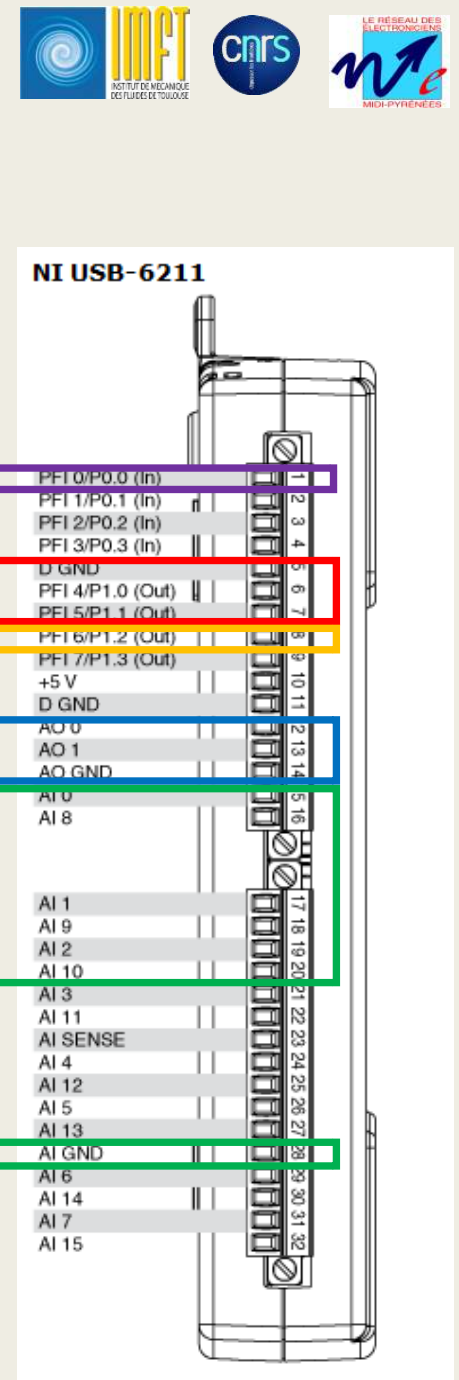 IMFT
INSTITUT DE MECANIQUE
DES FLUIDES DE TOULOUSE
cnrs
LE RÉSEAU DES
ÉLECTRONICIENS
MIDI-PYRÉNÉES
NI USB-6211
PFI 0/P0.0 (In) 1
PFI 1/P0.1 (In) 2
PFI 2/P0.2 (In) 3
PFI 3/P0.3 (In) 4
D GND 5
PFI 4/P1.0 (Out) 6
PFI 5/P1.1 (Out) 7
PFI 6/P1.2 (Out) 8
PFI 7/P1.3 (Out) 9
+5 V 10
D GND 11
AO 0 12
AO 1 13
AO GND 14
AI 0 15
AI 8 16
AI 1 17
AI 9 18
AI 2 19
AI 10 20
AI 3 21
AI 11 22
AI SENSE 23
AI 4 24
AI 12 25
AI 5 26
AI 13 27
AI GND 28
AI 6 29
AI 14 30
AI 7 31
AI 15 32